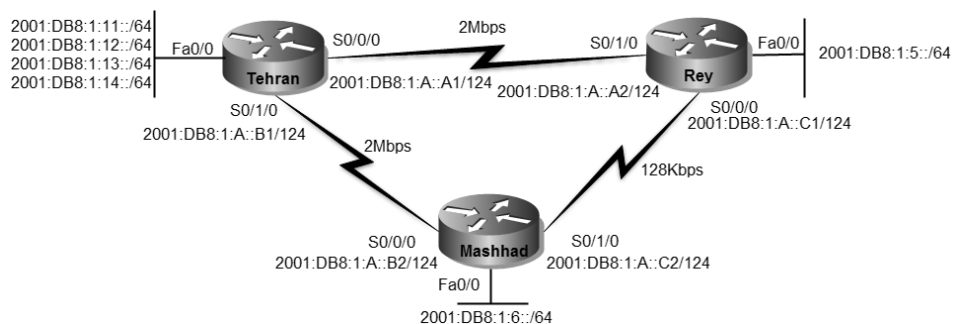 2001:DB8:1:11::/64
2001:DB8:1:12::/64
2001:DB8:1:13::/64
2001:DB8:1:14::/64
Fa0/0
Tehran
S0/0/0
2001:DB8:1:A::A1/124
2Mbps
S0/1/0
2001:DB8:1:A::A2/124
Rey
Fa0/0
2001:DB8:1:5::/64
S0/0/0
2001:DB8:1:A::C1/124
S0/1/0
2001:DB8:1:A::B1/124
2Mbps
128Kbps
S0/0/0
2001:DB8:1:A::B2/124
Mashhad
S0/1/0
2001:DB8:1:A::C2/124
Fa0/0
2001:DB8:1:6::/64